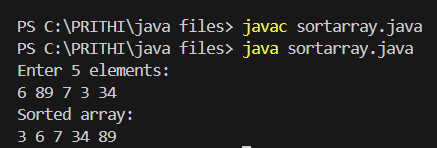 PS C:\PRITHI\java files> javac sortarray.java
PS C:\PRITHI\java files> java sortarray.java
Enter 5 elements:
6 89 7 3 34
Sorted array:
3 6 7 34 89